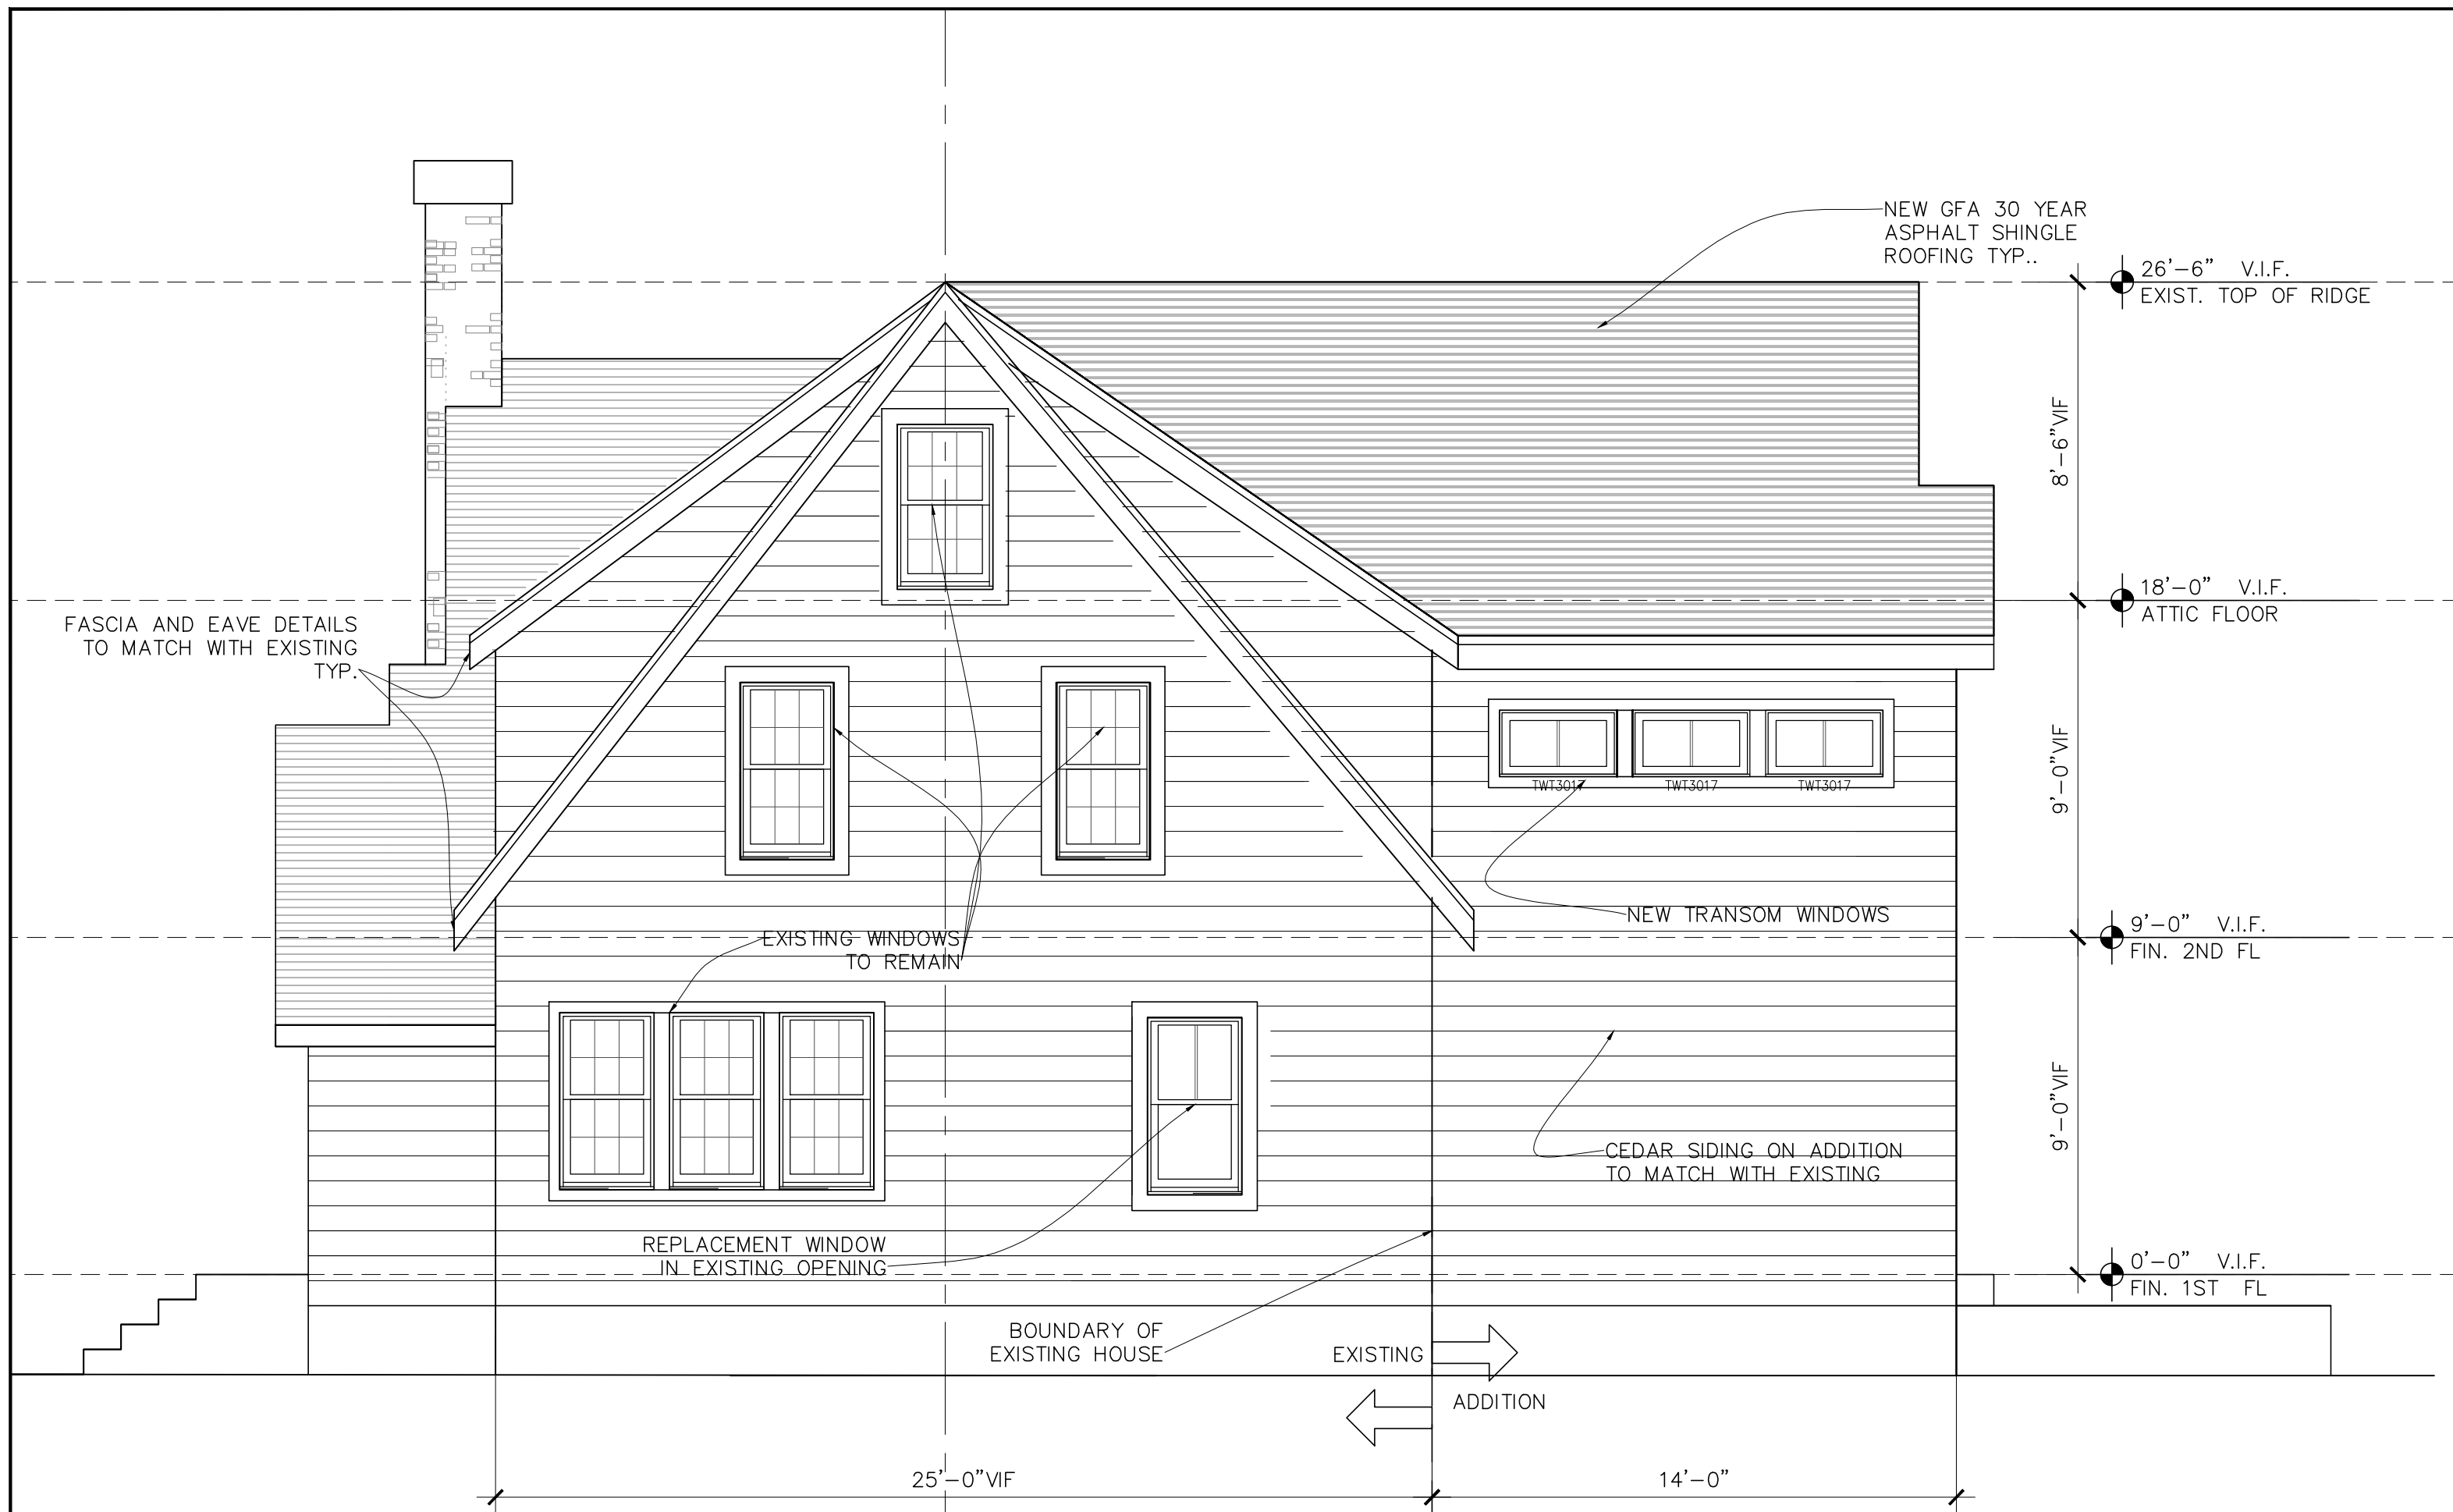 NEW GFA 30 YEAR
ASPHALT SHINGLE
ROOFING TYP..
26'-6" V.I.F.
EXIST. TOP OF RIDGE
8'-6"VIF
18'-0" V.I.F.
ATTIC FLOOR
FASCIA AND EAVE DETAILS
TO MATCH WITH EXISTING
TYP.
9'-0"VIF
TWT3017
TWT3017
TWT3017
NEW TRANSOM WINDOWS
9'-0" V.I.F.
FIN. 2ND FL
EXISTING WINDOWS
TO REMAIN
9'-0"VIF
CEDAR SIDING ON ADDITION
TO MATCH WITH EXISTING
REPLACEMENT WINDOW
IN EXISTING OPENING
0'-0" V.I.F.
FIN. 1ST FL
BOUNDARY OF
EXISTING HOUSE
EXISTING
ADDITION
25'-0"VIF
14'-0"